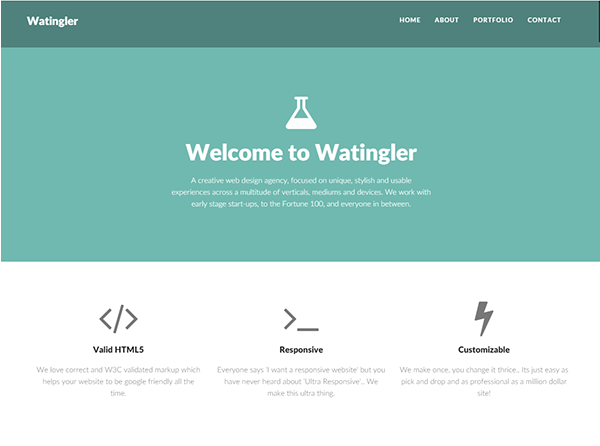 Watingler
HOME ABOUT PORTFOLIO CONTACT
Welcome to Watingler
A creative web design agency, focused on unique, stylish and usable
experiences across a multitude of verticals, mediums and devices. We work with
early stage start-ups, to the Fortune 100, and everyone in between.
Valid HTML5
We love correct and W3C validated markup which
helps your website to be google friendly all the
time.
Responsive
Everyone says 'I want a responsive website' but you
have never heard about 'Ultra Responsive'.. We
make this ultra thing.
Customizable
We make once, you change it thrice.. Its just easy as
pick and drop and as professional as a million dollar
site!